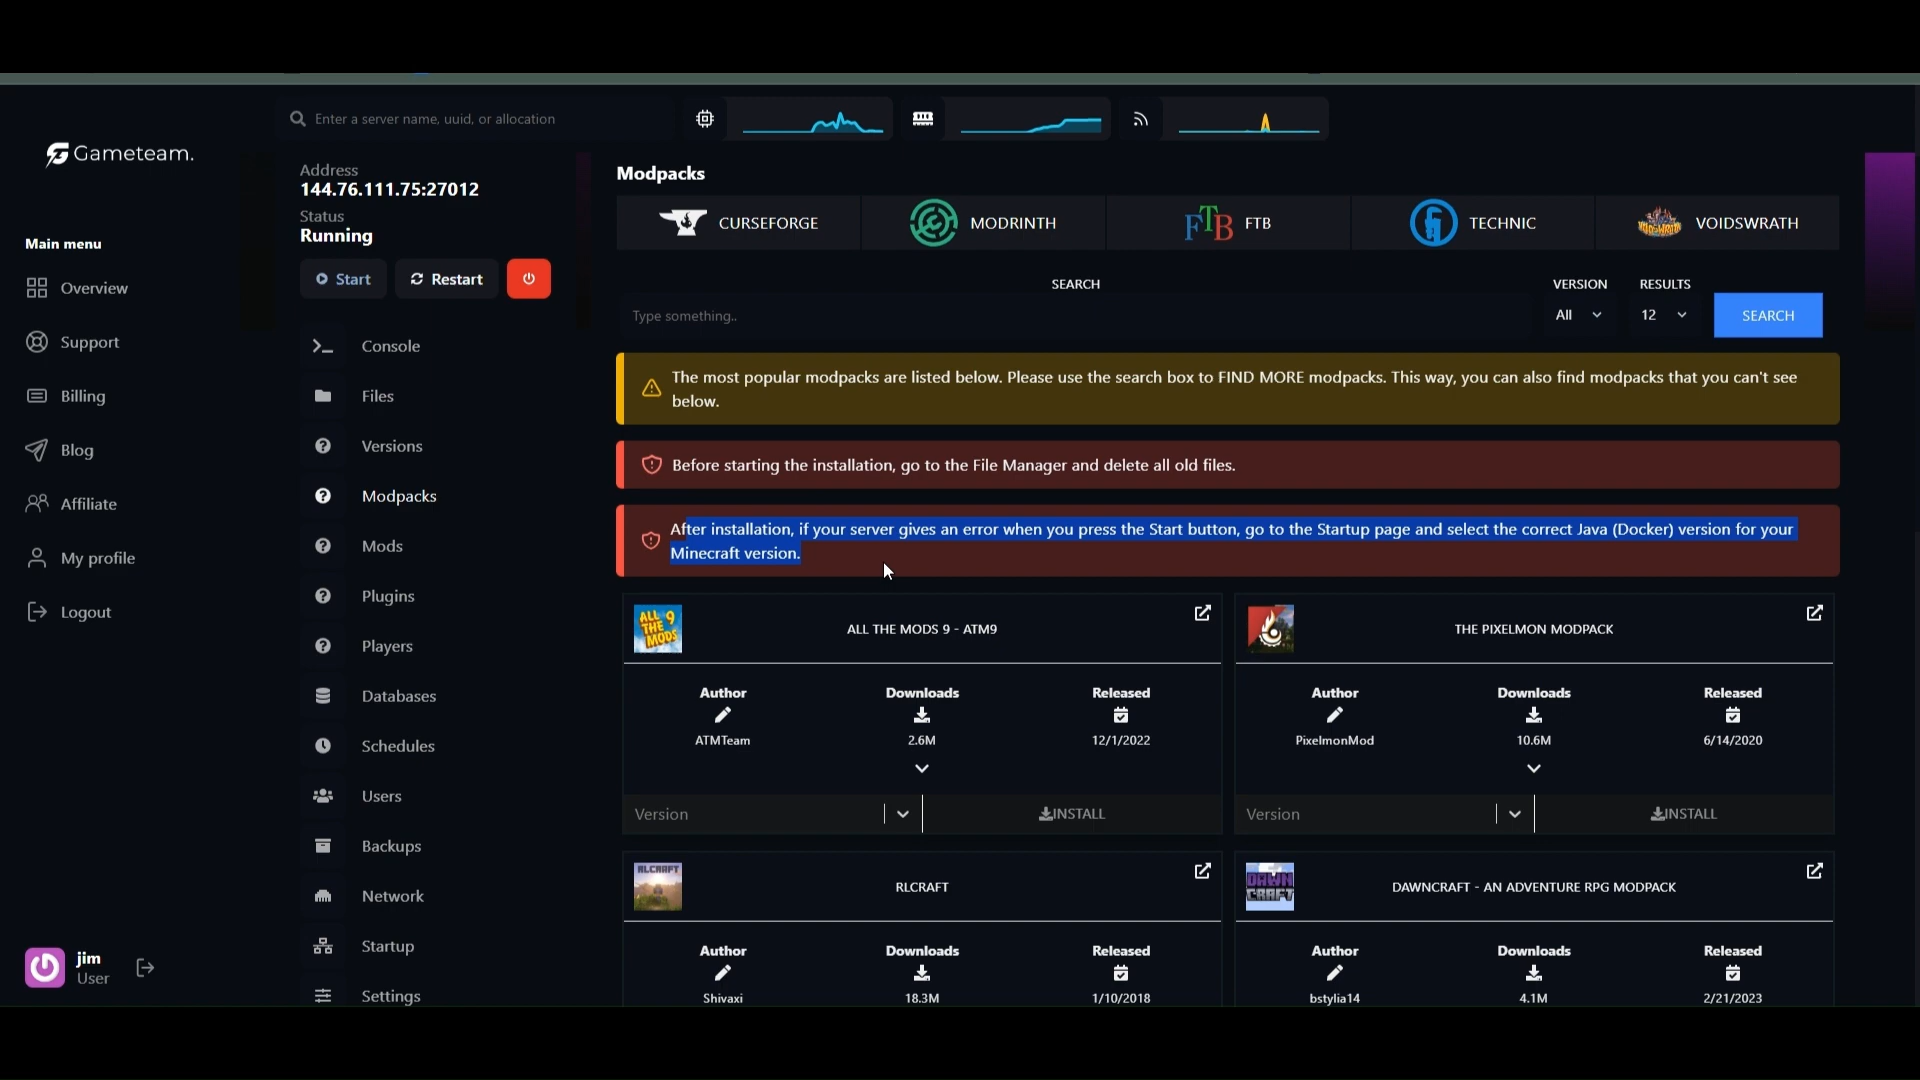 Enter a server name, uuid, or allocation
Gameteam.
Main menu
Overview
Support
Billing
Blog
Affiliate
My profile
Logout
jim
User
Address
144.76.111.75:27012
Status
Running
Start
Restart
Console
Files
Versions
Modpacks
Mods
Plugins
Players
Databases
Schedules
Users
Backups
Network
Startup
Settings
Modpacks
CURSEFORGE
MODRINTH
FTB
FTB
TECHNIC
VOIDSWRATH
SEARCH
VERSION
RESULTS
Type something..
All
12
SEARCH
The most popular modpacks are listed below. Please use the search box to FIND MORE modpacks. This way, you can also find modpacks that you can't see
below.
Before starting the installation, go to the File Manager and delete all old files.
After installation, if your server gives an error when you press the Start button, go to the Startup page and select the correct Java (Docker) version for your
Minecraft version.
ALL THE MODS 9
ALL THE MODS 9 - ATM9
Author
Downloads
Released
ATMTeam
2.6M
12/1/2022
Version
INSTALL
THE PIXELMON MODPACK
Author
Downloads
Released
PixelmonMod
10.6M
6/14/2020
Version
INSTALL
RLCRAFT
RLCRAFT
Author
Downloads
Released
Shivaxi
18.3M
1/10/2018
DAWN
CRAFT
DAWNCRAFT - AN ADVENTURE RPG MODPACK
Author
Downloads
Released
bstylia14
4.1M
2/21/2023